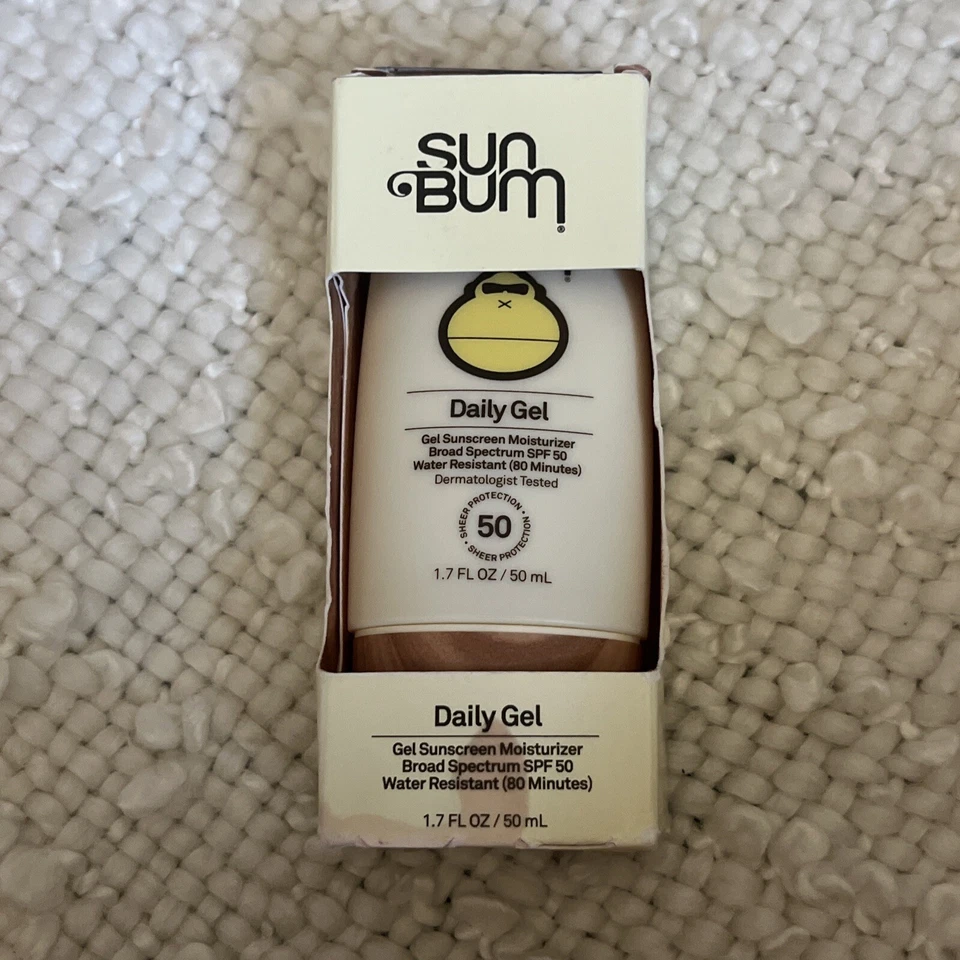 sun
Bum
®
Daily Gel
Gel Sunscreen Moisturizer
Broad Spectrum SPF 50
Water Resistant (80 Minutes)
Dermatologist Tested
SHEER PROTECTION • SHEER PROTECTION •
50
1.7 FL OZ / 50 mL
Daily Gel
Gel Sunscreen Moisturizer
Broad Spectrum SPF 50
Water Resistant (80 Minutes)
1.7 FL OZ / 50 mL